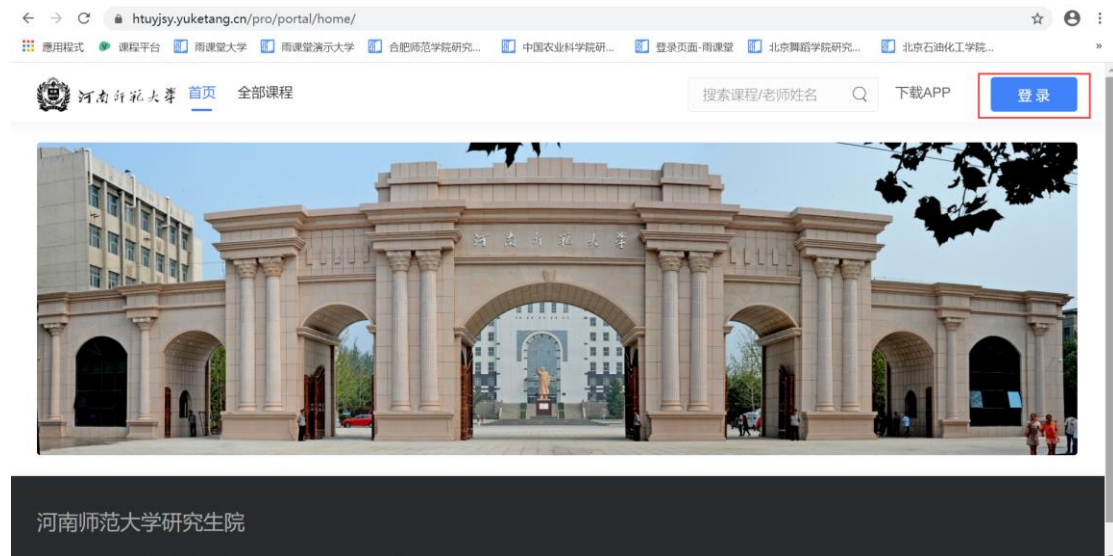 htuyjsy.yuketang.cn/pro/portal/home/
應用程式 课程平台 雨课堂大学 雨课堂演示大学 合肥师范学院研究... 中国农业科学院研... 登录页面-雨课堂 北京舞蹈学院研究... 北京石油化工学院... »
河南师范大学 首页 全部课程 搜索课程/老师姓名 下载APP 登录
河南师范大学
河南师范大学研究生院